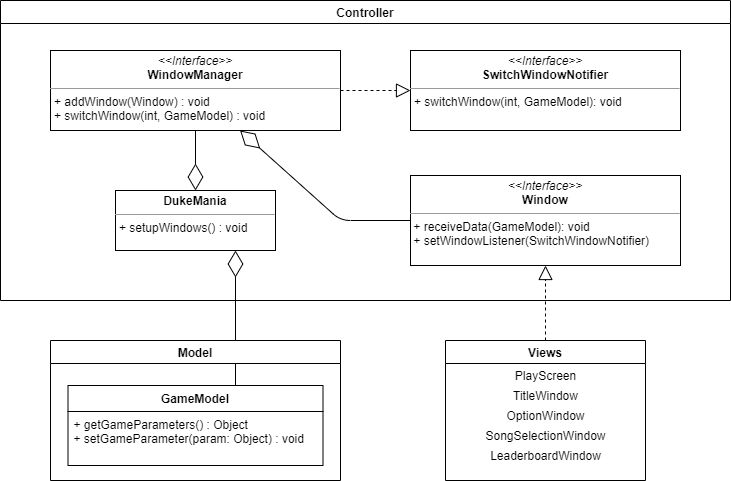 Controller
<<Interface>>
WindowManager
+ addWindow(Window) : void
+ switchWindow(int, GameModel) : void
<<Interface>>
SwitchWindowNotifier
+ switchWindow(int, GameModel): void
DukeMania
+ setupWindows() : void
<<Interface>>
Window
+ receiveData(GameModel): void
+ setWindowListener(SwitchWindowNotifier)
Model
GameModel
+ getGameParameters() : Object
+ setGameParameter(param: Object) : void
Views
PlayScreen
TitleWindow
OptionWindow
SongSelectionWindow
LeaderboardWindow